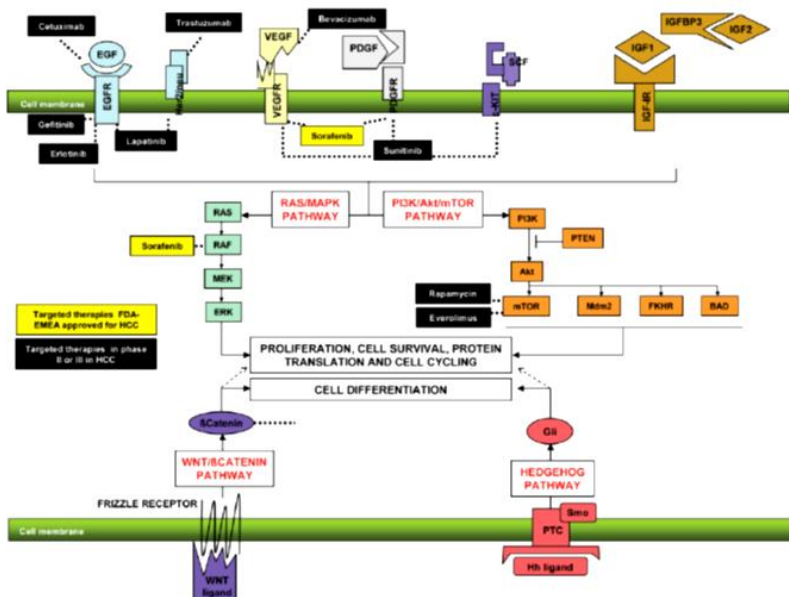 Cetuximab
Trastuzumab
Bevacizumab
EGF
VEGF
PDGF
SCF
IGFBP3
IGF1
IGF2
Cell membrane
EGFR
VEGFR
PDGFR
IGF-IR
Gefitinib
Erlotinib
Lapatinib
Sorafenib
Sunitinib
RAS/MAPK
PATHWAY
PI3K/Akt/mTOR
PATHWAY
RAS
PI3K
Sorafenib
RAF
PTEN
MEK
Akt
ERK
Rapamycin
Everolimus
mTOR
Mdm2
FKHR
BAD
Targeted therapies FDA-
EMEA approved for HCC
Targeted therapies in phase
II or III in HCC
PROLIFERATION, CELL SURVIVAL, PROTEIN
TRANSLATION AND CELL CYCLING
CELL DIFFERENTIATION
ßCatenin
Gli
WNT/ßCATENIN
PATHWAY
HEDGEHOG
PATHWAY
FRIZZLE RECEPTOR
Smo
PTC
Cell membrane
WNT
ligand
Hh ligand